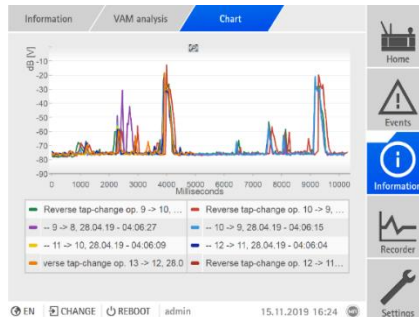 Information VAM analysis Chart
dB [V]
-10
-20
-30
-40
-50
-60
-70
-80
-90
0 1000 2000 3000 4000 5000 6000 7000 8000 9000 10000
Milliseconds
Reverse tap-change op. 9 -> 10, ...
Reverse tap-change op. 10 -> 9, ...
-- 9 -> 8, 28.04.19 - 04:06:27
-- 10 -> 9, 28.04.19 - 04:06:15
-- 11 -> 10, 28.04.19 - 04:06:09
-- 12 -> 11, 28.04.19 - 04:06:04
verse tap-change op. 13 -> 12, 28.0
Reverse tap-change op. 12 -> 11...
Home
Events
Information
Recorder
Settings
EN CHANGE REBOOT admin 15.11.2019 16:24